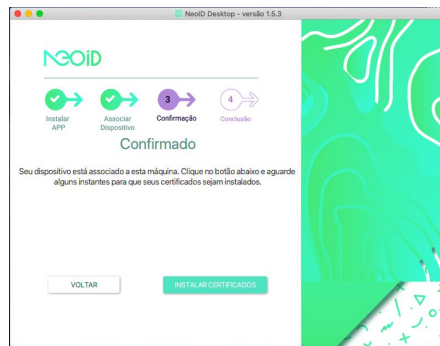 NeoID Desktop - versão 1.5.3
NEOiD
3
4
Instalar
APP
Associar
Dispositivo
Confirmação
Conclusão
Confirmado
Seu dispositivo está associado a esta máquina. Clique no botão abaixo e aguarde
alguns instantes para que seus certificados sejam instalados.
VOLTAR
INSTALAR CERTIFICADOS